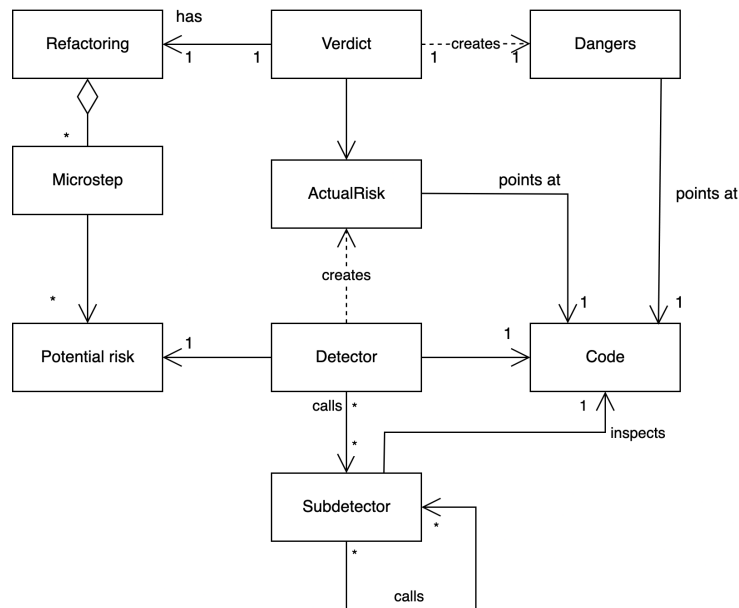 has
Refactoring
Verdict
creates
Dangers
1
1
1
1
*
Microstep
ActualRisk
points at
points at
creates
*
1
1
Potential risk
1
Detector
1
Code
calls
*
1
inspects
*
Subdetector
*
*
calls